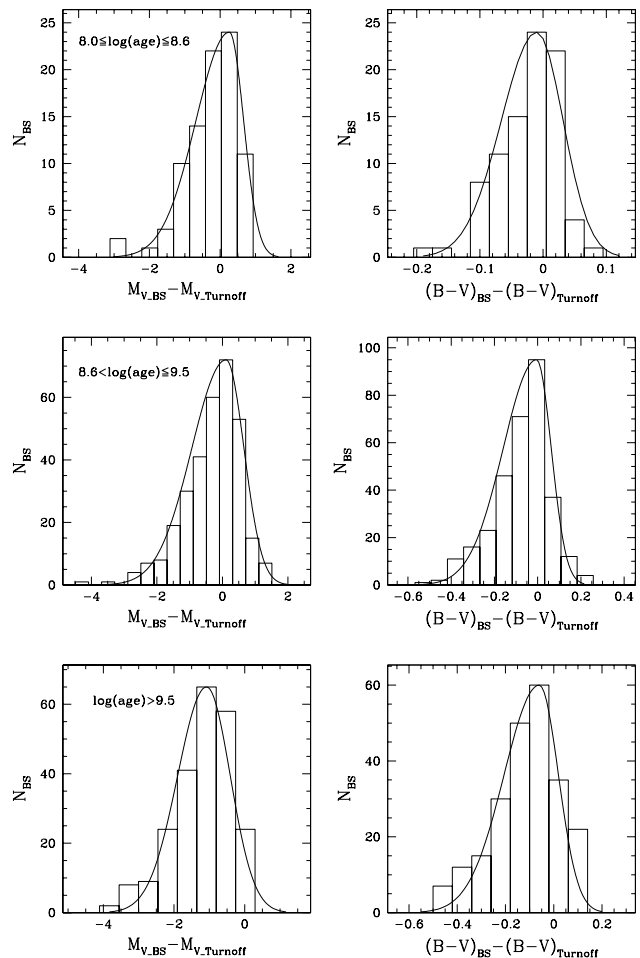 25
20
15
10
5
0
N_BS
8.0≦log(age)≦8.6
-4 -2 0 2
M_V_BS-M_V_Turnoff
25
20
15
10
5
0
N_BS
-0.2 -0.1 0 0.1
(B-V)_BS-(B-V)_Turnoff
60
40
20
0
N_BS
8.6<log(age)≦9.5
-4 -2 0 2
M_V_BS-M_V_Turnoff
100
80
60
40
20
0
N_BS
-0.6 -0.4 -0.2 0 0.2 0.4
(B-V)_BS-(B-V)_Turnoff
60
40
20
0
N_BS
log(age)>9.5
-4 -2 0
M_V_BS-M_V_Turnoff
60
40
20
0
N_BS
-0.6 -0.4 -0.2 0 0.2
(B-V)_BS-(B-V)_Turnoff